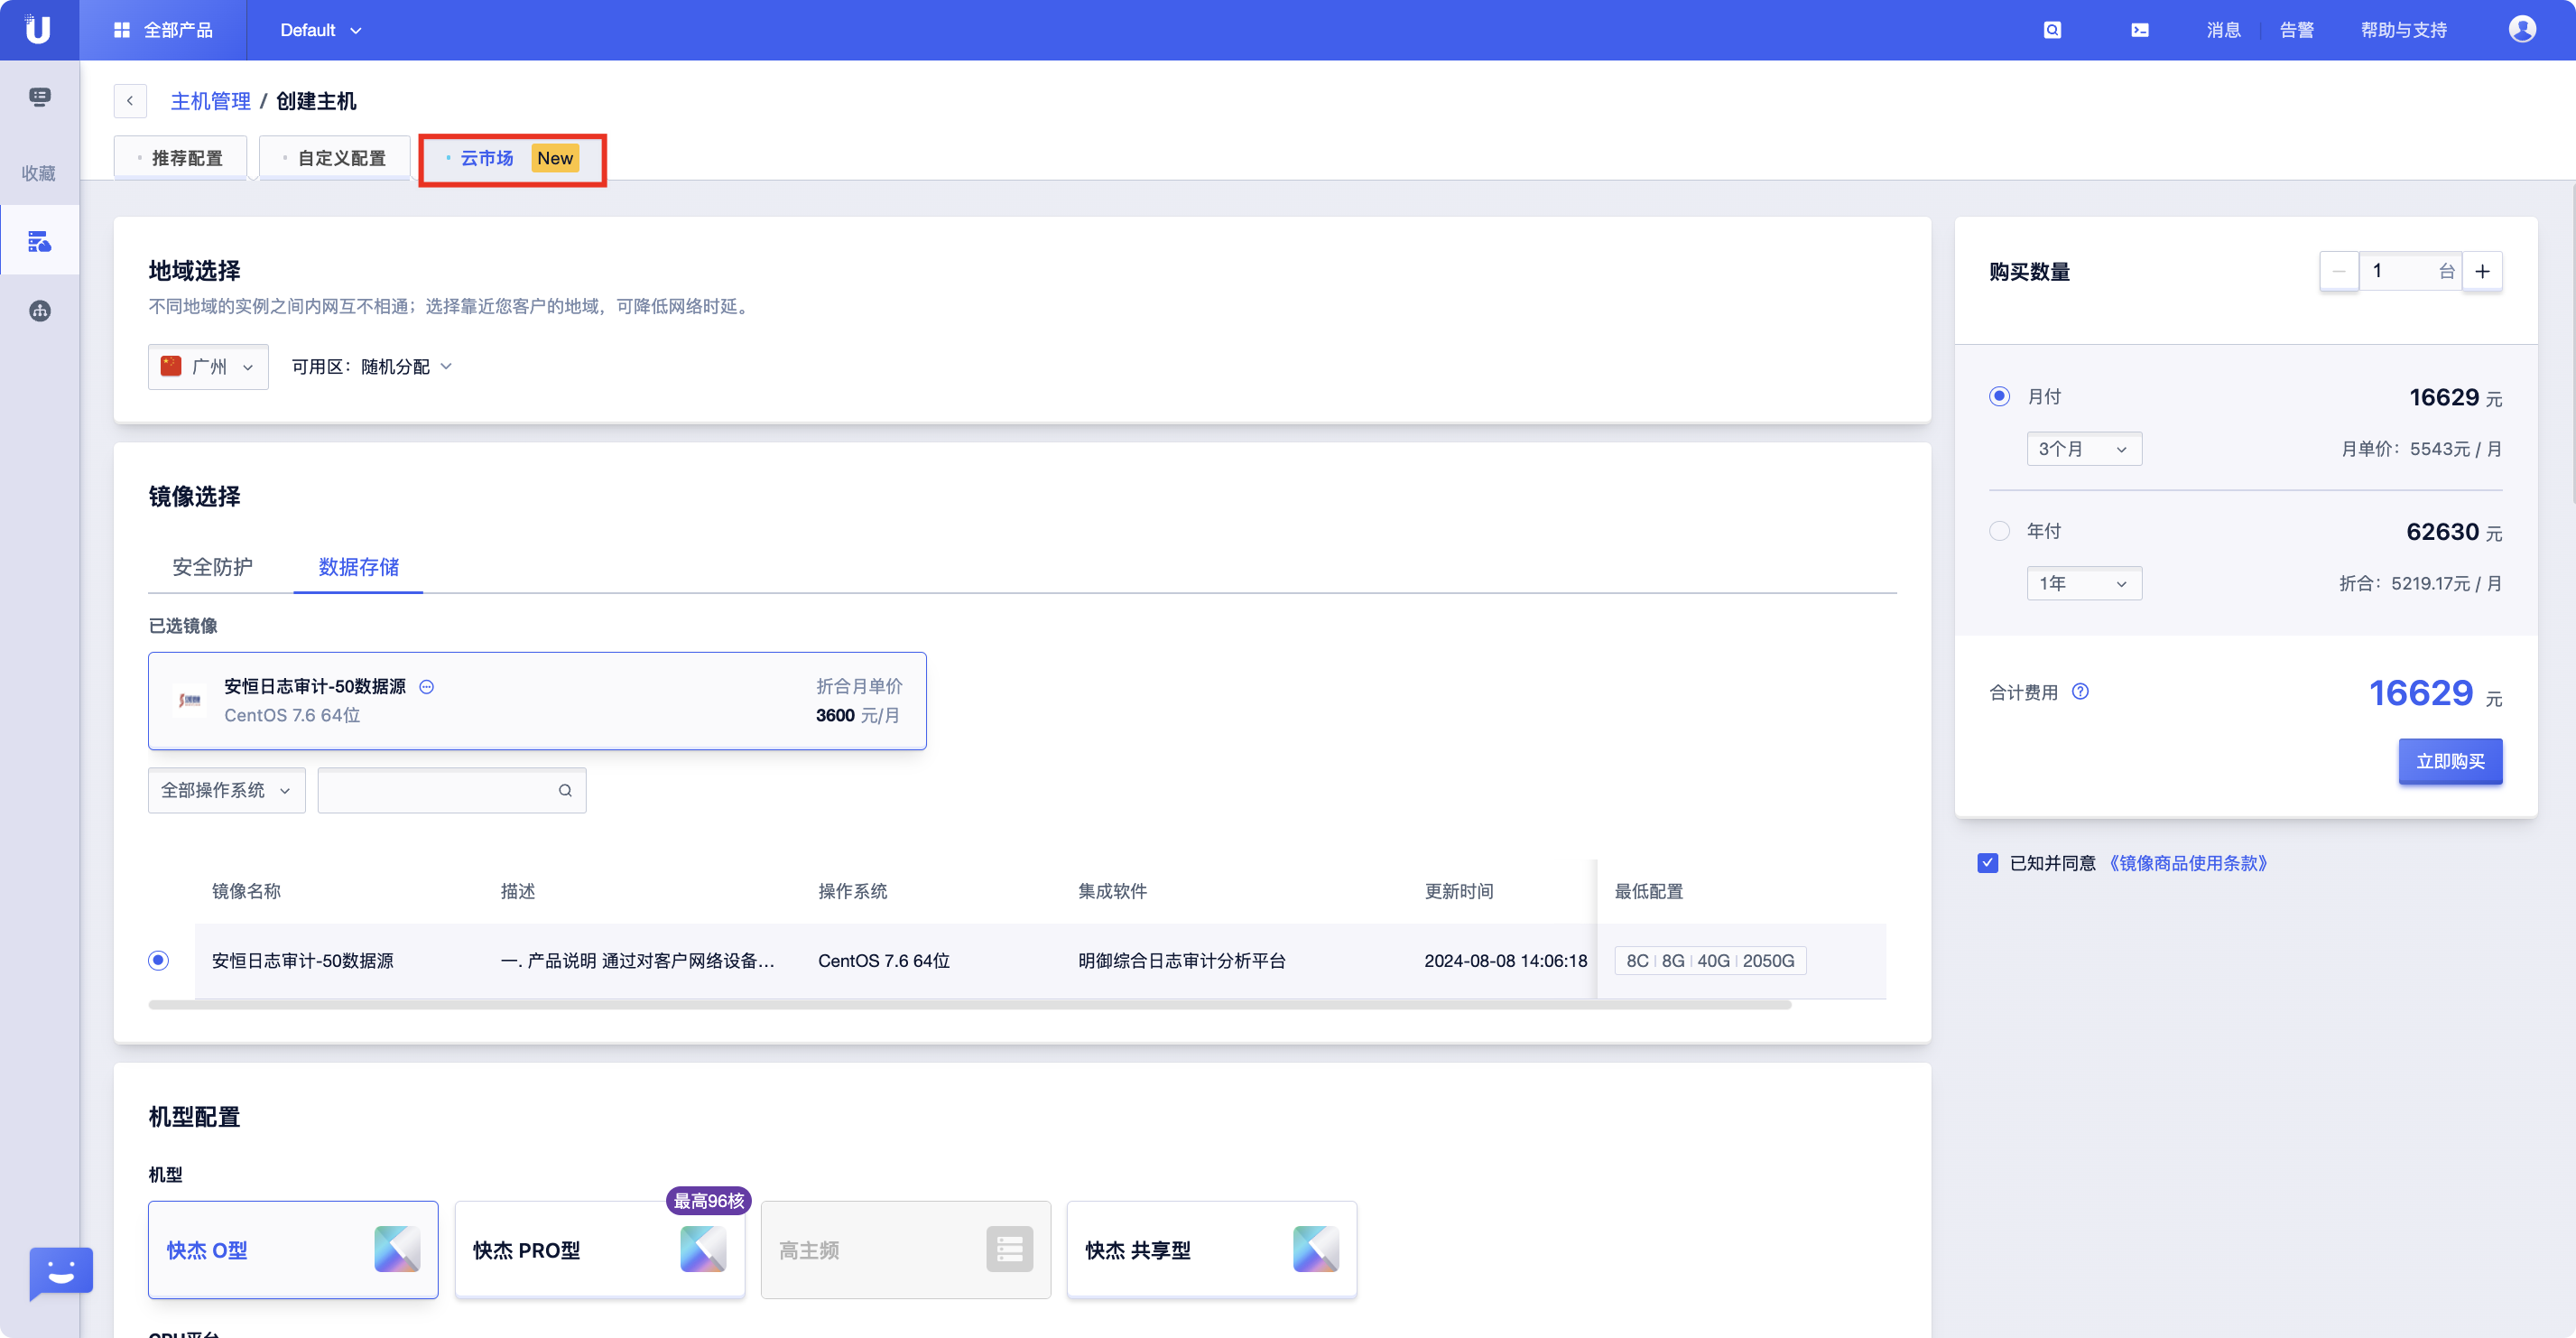 U 全部产品 Default 消息 告警 帮助与支持
主机管理 / 创建主机
推荐配置 自定义配置 云市场 New
收藏
地域选择
不同地域的实例之间内网互不相通；选择靠近您客户的地域，可降低网络时延。
广州 可用区：随机分配
镜像选择
安全防护 数据存储
已选镜像
安恒日志审计-50数据源 折合月单价
CentOS 7.6 64位 3600 元/月
全部操作系统
镜像名称 描述 操作系统 集成软件 更新时间 最低配置
安恒日志审计-50数据源 一. 产品说明 通过对客户网络设备... CentOS 7.6 64位 明御综合日志审计分析平台 2024-08-08 14:06:18 8C 8G 40G 2050G
机型配置
机型
最高96核
快杰 O型 快杰 PRO型 高主频 快杰 共享型
购买数量 1 台
月付 16629 元
3个月 月单价：5543元 / 月
年付 62630 元
1年 折合：5219.17元 / 月
合计费用 16629 元
立即购买
已知并同意 《镜像商品使用条款》